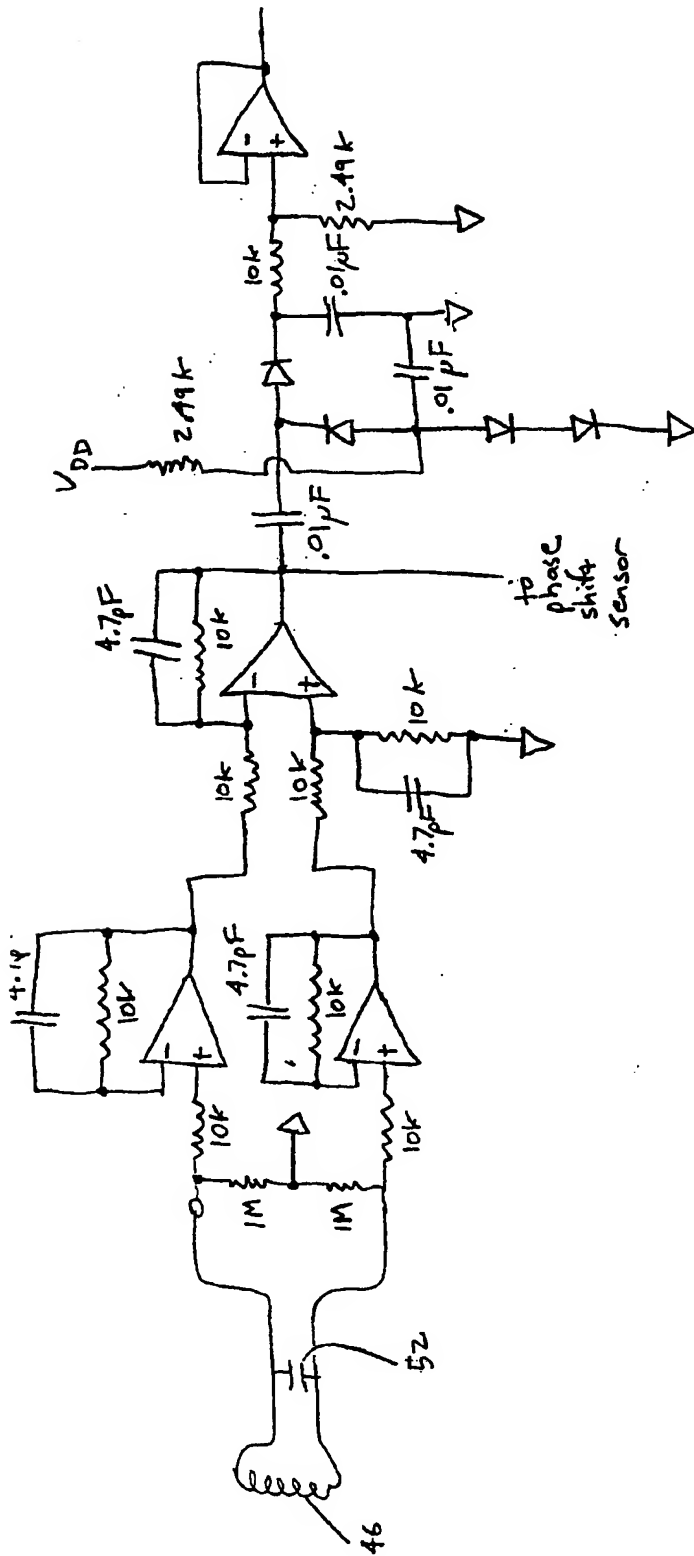 46
52
1M
1M
10k
10k
10k
10k
4.7pF
10k
10k
4.7pF
10k
10k
4.7pF
to
phase
shift
sensor
.01µF
VDD
2.49k
.01µF
.01µF
10k
2.49k
-
+
-
+
-
+
-
+